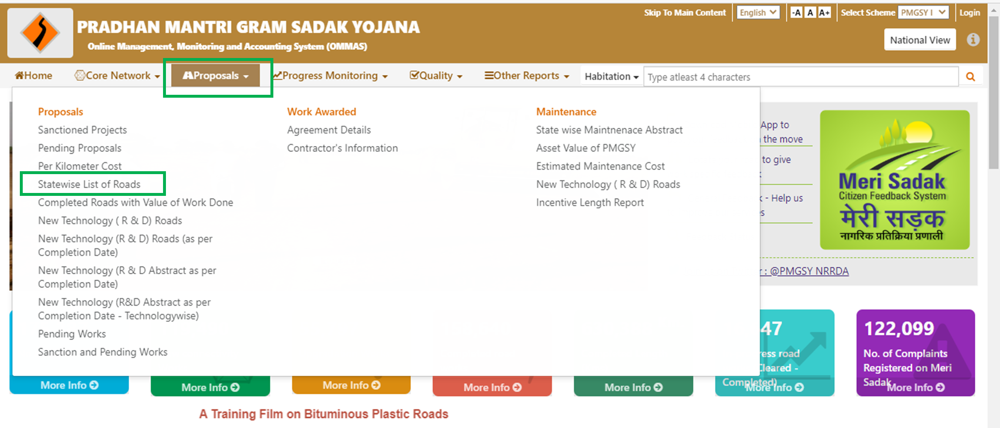 Skip To Main Content English -A A A+ Select Scheme PMGSY I Login
PRADHAN MANTRI GRAM SADAK YOJANA
Online Management, Monitoring and Accounting System (OMMAS)
National View
Home Core Network Proposals Progress Monitoring Quality Other Reports Habitation Type atleast 4 characters
Proposals
Sanctioned Projects
Pending Proposals
Per Kilometer Cost
Statewise List of Roads
Completed Roads with Value of Work Done
New Technology ( R & D) Roads
New Technology (R & D) Roads (as per
Completion Date)
New Technology (R & D Abstract as per
Completion Date)
New Technology (R&D Abstract as per
Completion Date - Technologywise)
Pending Works
Sanction and Pending Works
Work Awarded
Agreement Details
Contractor's Information
Maintenance
State wise Maintnenace Abstract
Asset Value of PMGSY
Estimated Maintenance Cost
New Technology ( R & D) Roads
Incentive Length Report
App to
the move
to give
- Help us
Meri Sadak
Citizen Feedback System
मेरी सड़क
नागरिक प्रतिक्रिया प्रणाली
: @PMGSY NRRDA
More Info
More Info
More Info
More Info
More Info
47
ress road
Cleared -
Completed)
More Info
122,099
No. of Complaints
Registered on Meri
Sadak
More Info
A Training Film on Bituminous Plastic Roads